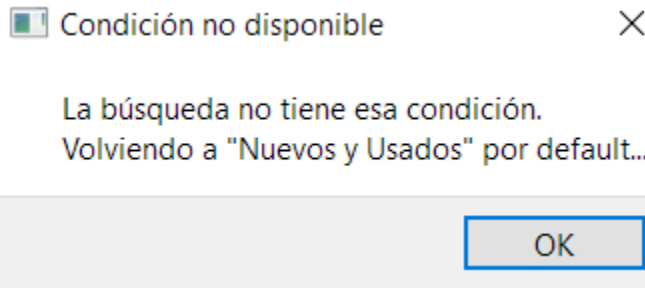 Condición no disponible
La búsqueda no tiene esa condición.
Volviendo a "Nuevos y Usados" por default...
OK